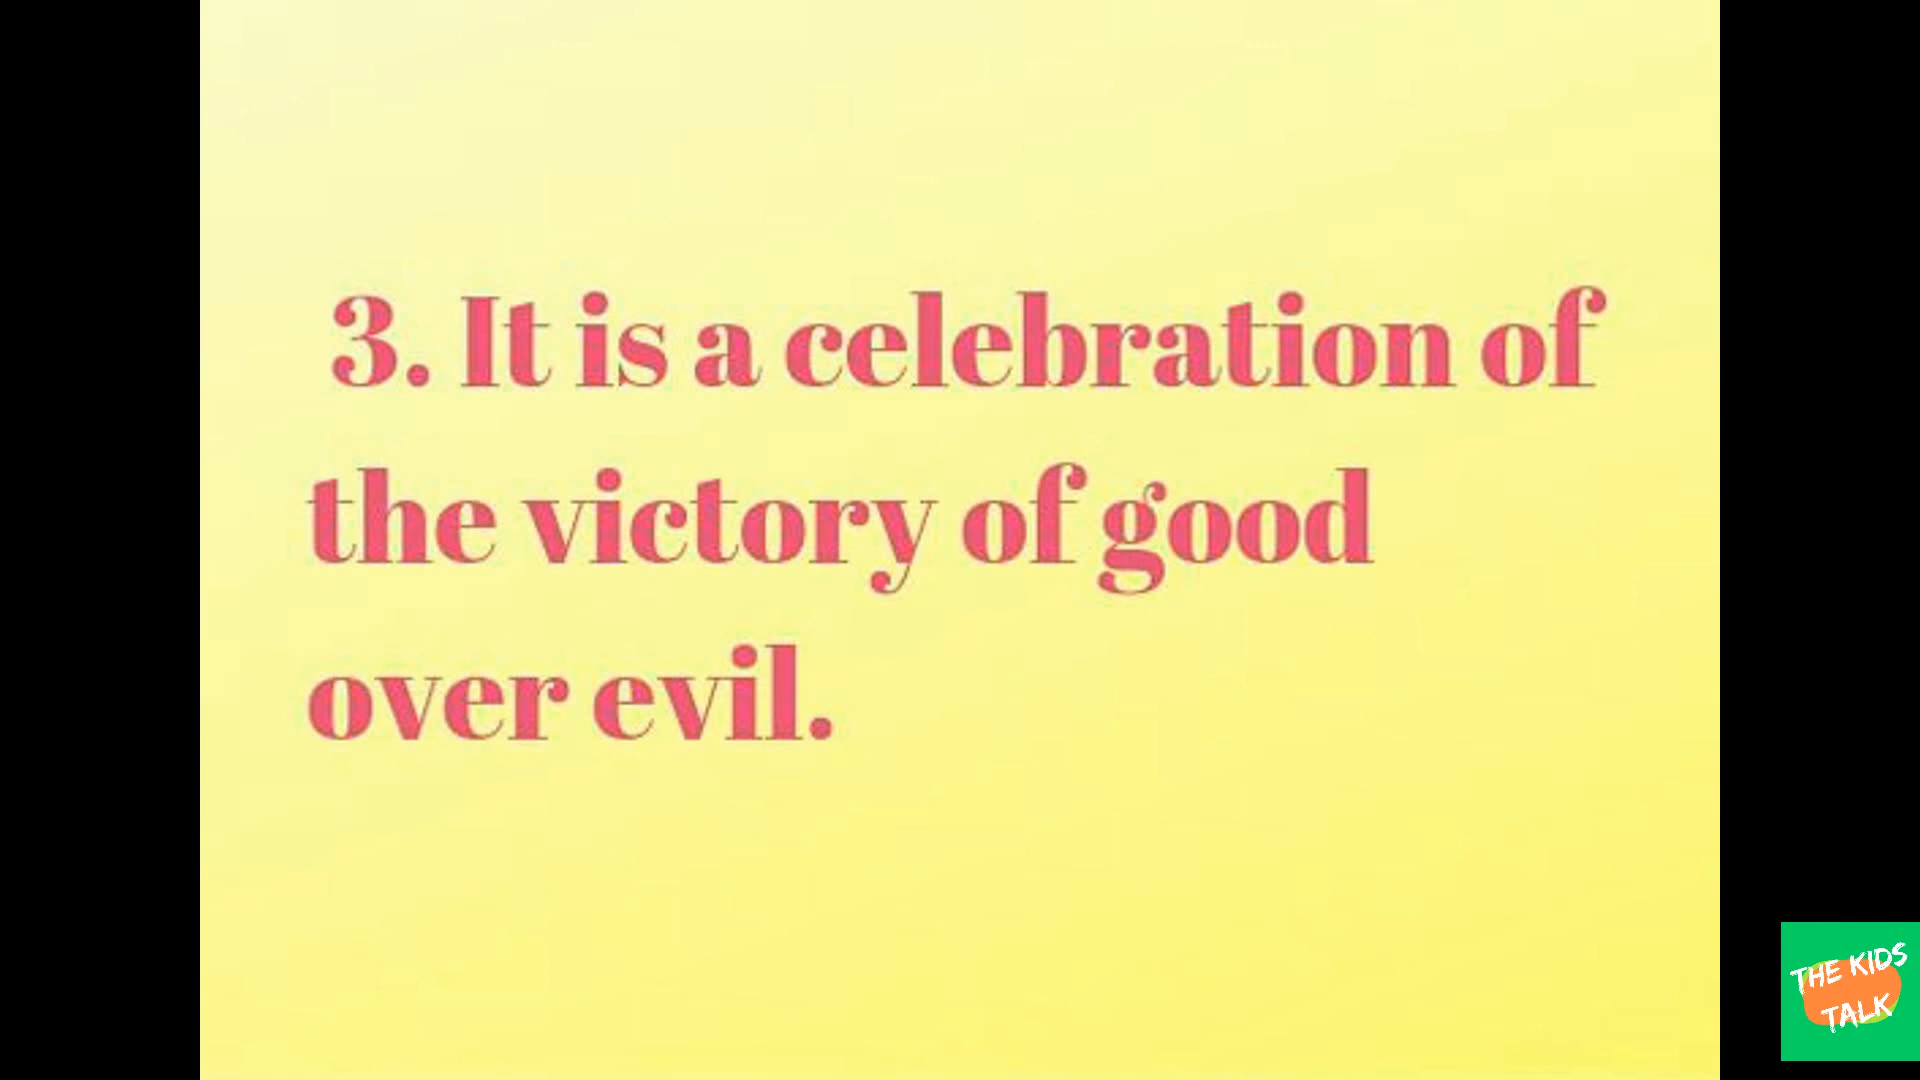 3. It is a celebration of
the victory of good
over evil.
THE KIDS
TALK